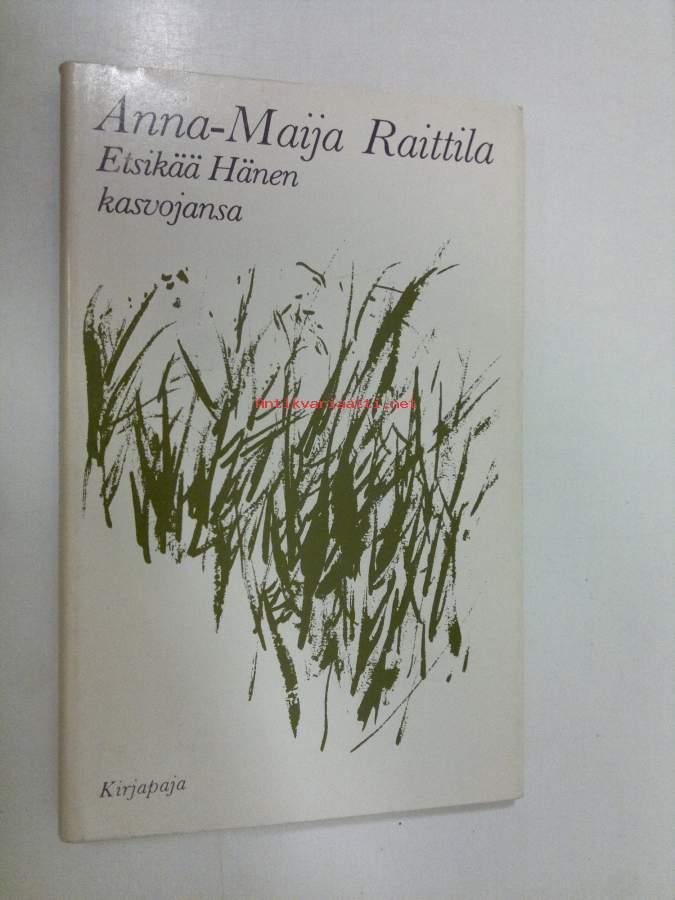 Anna-Maija Raittila
Etsikää Hänen
kasvojansa
Antikvariaatti.net
Kirjapaja